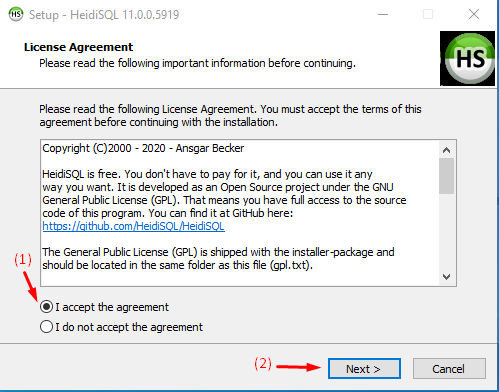 Setup - HeidiSQL 11.0.0.5919
License Agreement
Please read the following important information before continuing.
HS
Please read the following License Agreement. You must accept the terms of this
agreement before continuing with the installation.
Copyright (C)2000 - 2020 - Ansgar Becker
HeidiSQL is free. You don't have to pay for it, and you can use it any
way you want. It is developed as an Open Source project under the GNU
General Public License (GPL). That means you have full access to the source
code of this program. You can find it at GitHub here:
https://github.com/HeidiSQL/HeidiSQL
The General Public License (GPL) is shipped with the installer-package and
should be located in the same folder as this file (gpl.txt).
(1)
I accept the agreement
I do not accept the agreement
(2)
Next >
Cancel